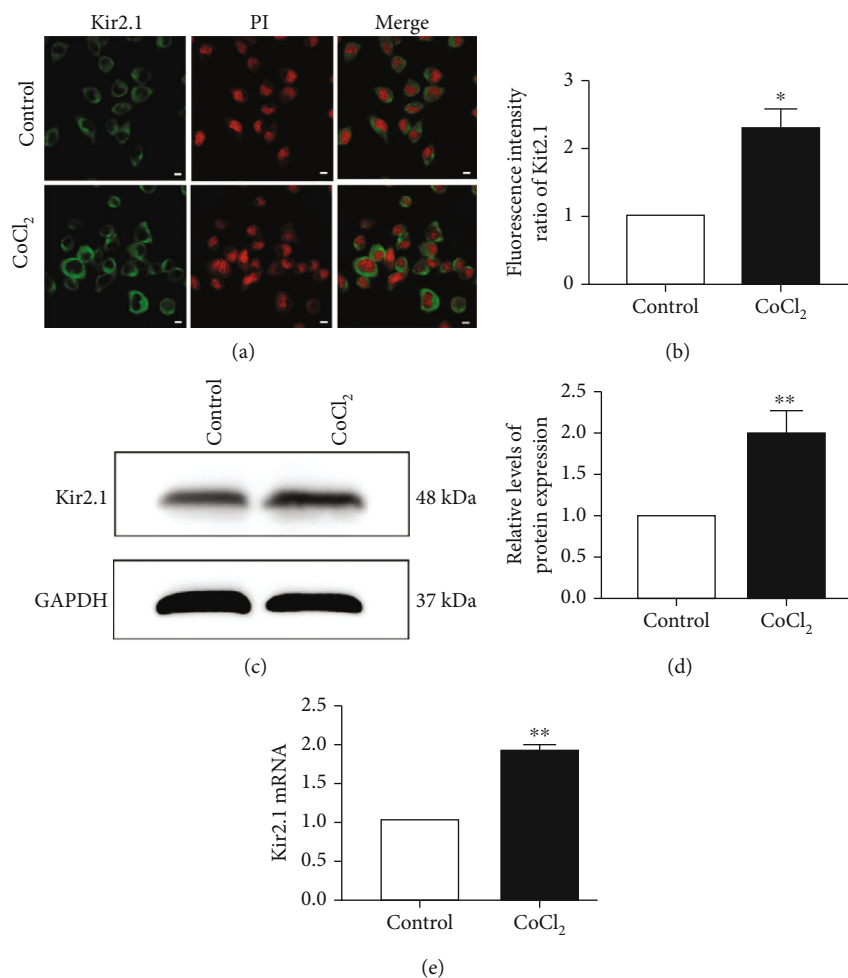 Kir2.1 PI Merge
Control
CoCl₂
(a)
Fluorescence intensity
ratio of Kit2.1
3
2
1
0
Control CoCl₂
*
(b)
Control CoCl₂
Kir2.1 48 kDa
GAPDH 37 kDa
(c)
Relative levels of
protein expression
2.5
2.0
1.0
0.5
0.0
Control CoCl₂
**
(d)
Kir2.1 mRNA
2.5
2.0
1.5
1.0
0.5
0.0
Control CoCl₂
**
(e)